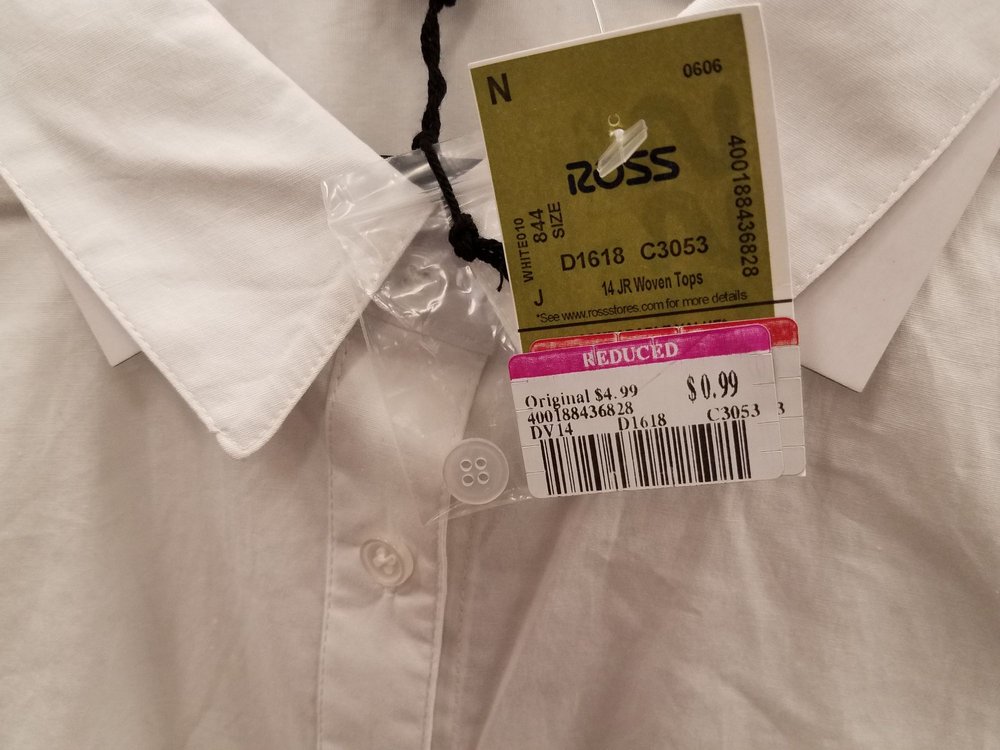 N
0606
ROSS
400188436828
WHITE010
844
SIZE
J
D1618 C3053
14 JR Woven Tops
*See www.rossstores.com for more details
REDUCED
Original $4.99
$0.99
400188436828
DV14
D1618
C3053
3